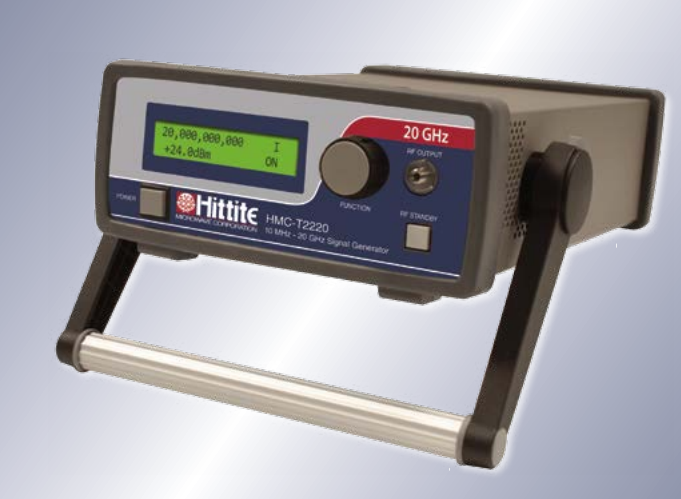 20 GHz
20,000,000,000 I
+24.0dBm ON
RF OUTPUT
POWER
FUNCTION
RF STANDBY
Hittite
MICROWAVE CORPORATION
HMC-T2220
10 MHz - 20 GHz Signal Generator